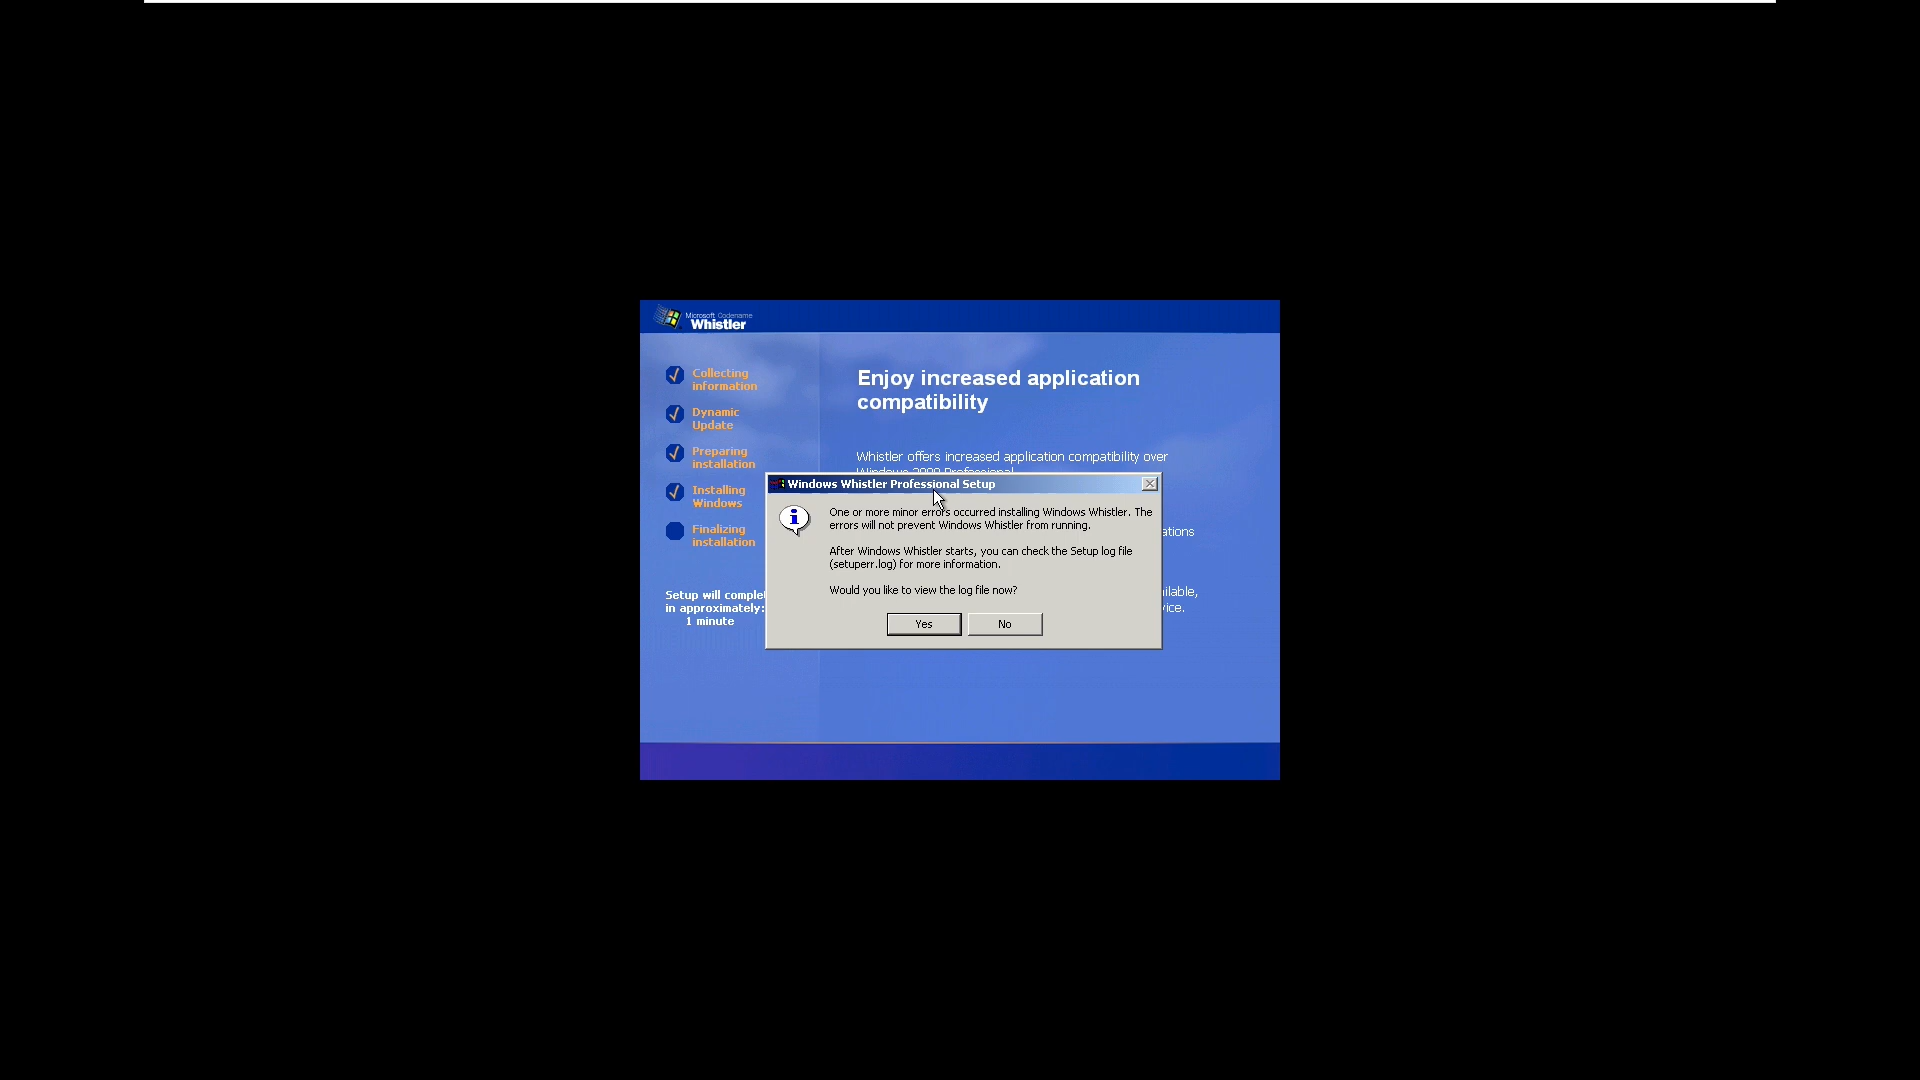 Microsoft Codename
Whistler
Collecting
information
Dynamic
Update
Preparing
installation
Installing
Windows
Finalizing
installation
Setup will complet
in approximately:
1 minute
Enjoy increased application
compatibility
Whistler offers increased application compatibility over
Windows 2000 Professional
ations
ilable,
vice.
Windows Whistler Professional Setup
One or more minor errors occurred installing Windows Whistler. The
errors will not prevent Windows Whistler from running.
After Windows Whistler starts, you can check the Setup log file
(setuperr.log) for more information.
Would you like to view the log file now?
Yes
No